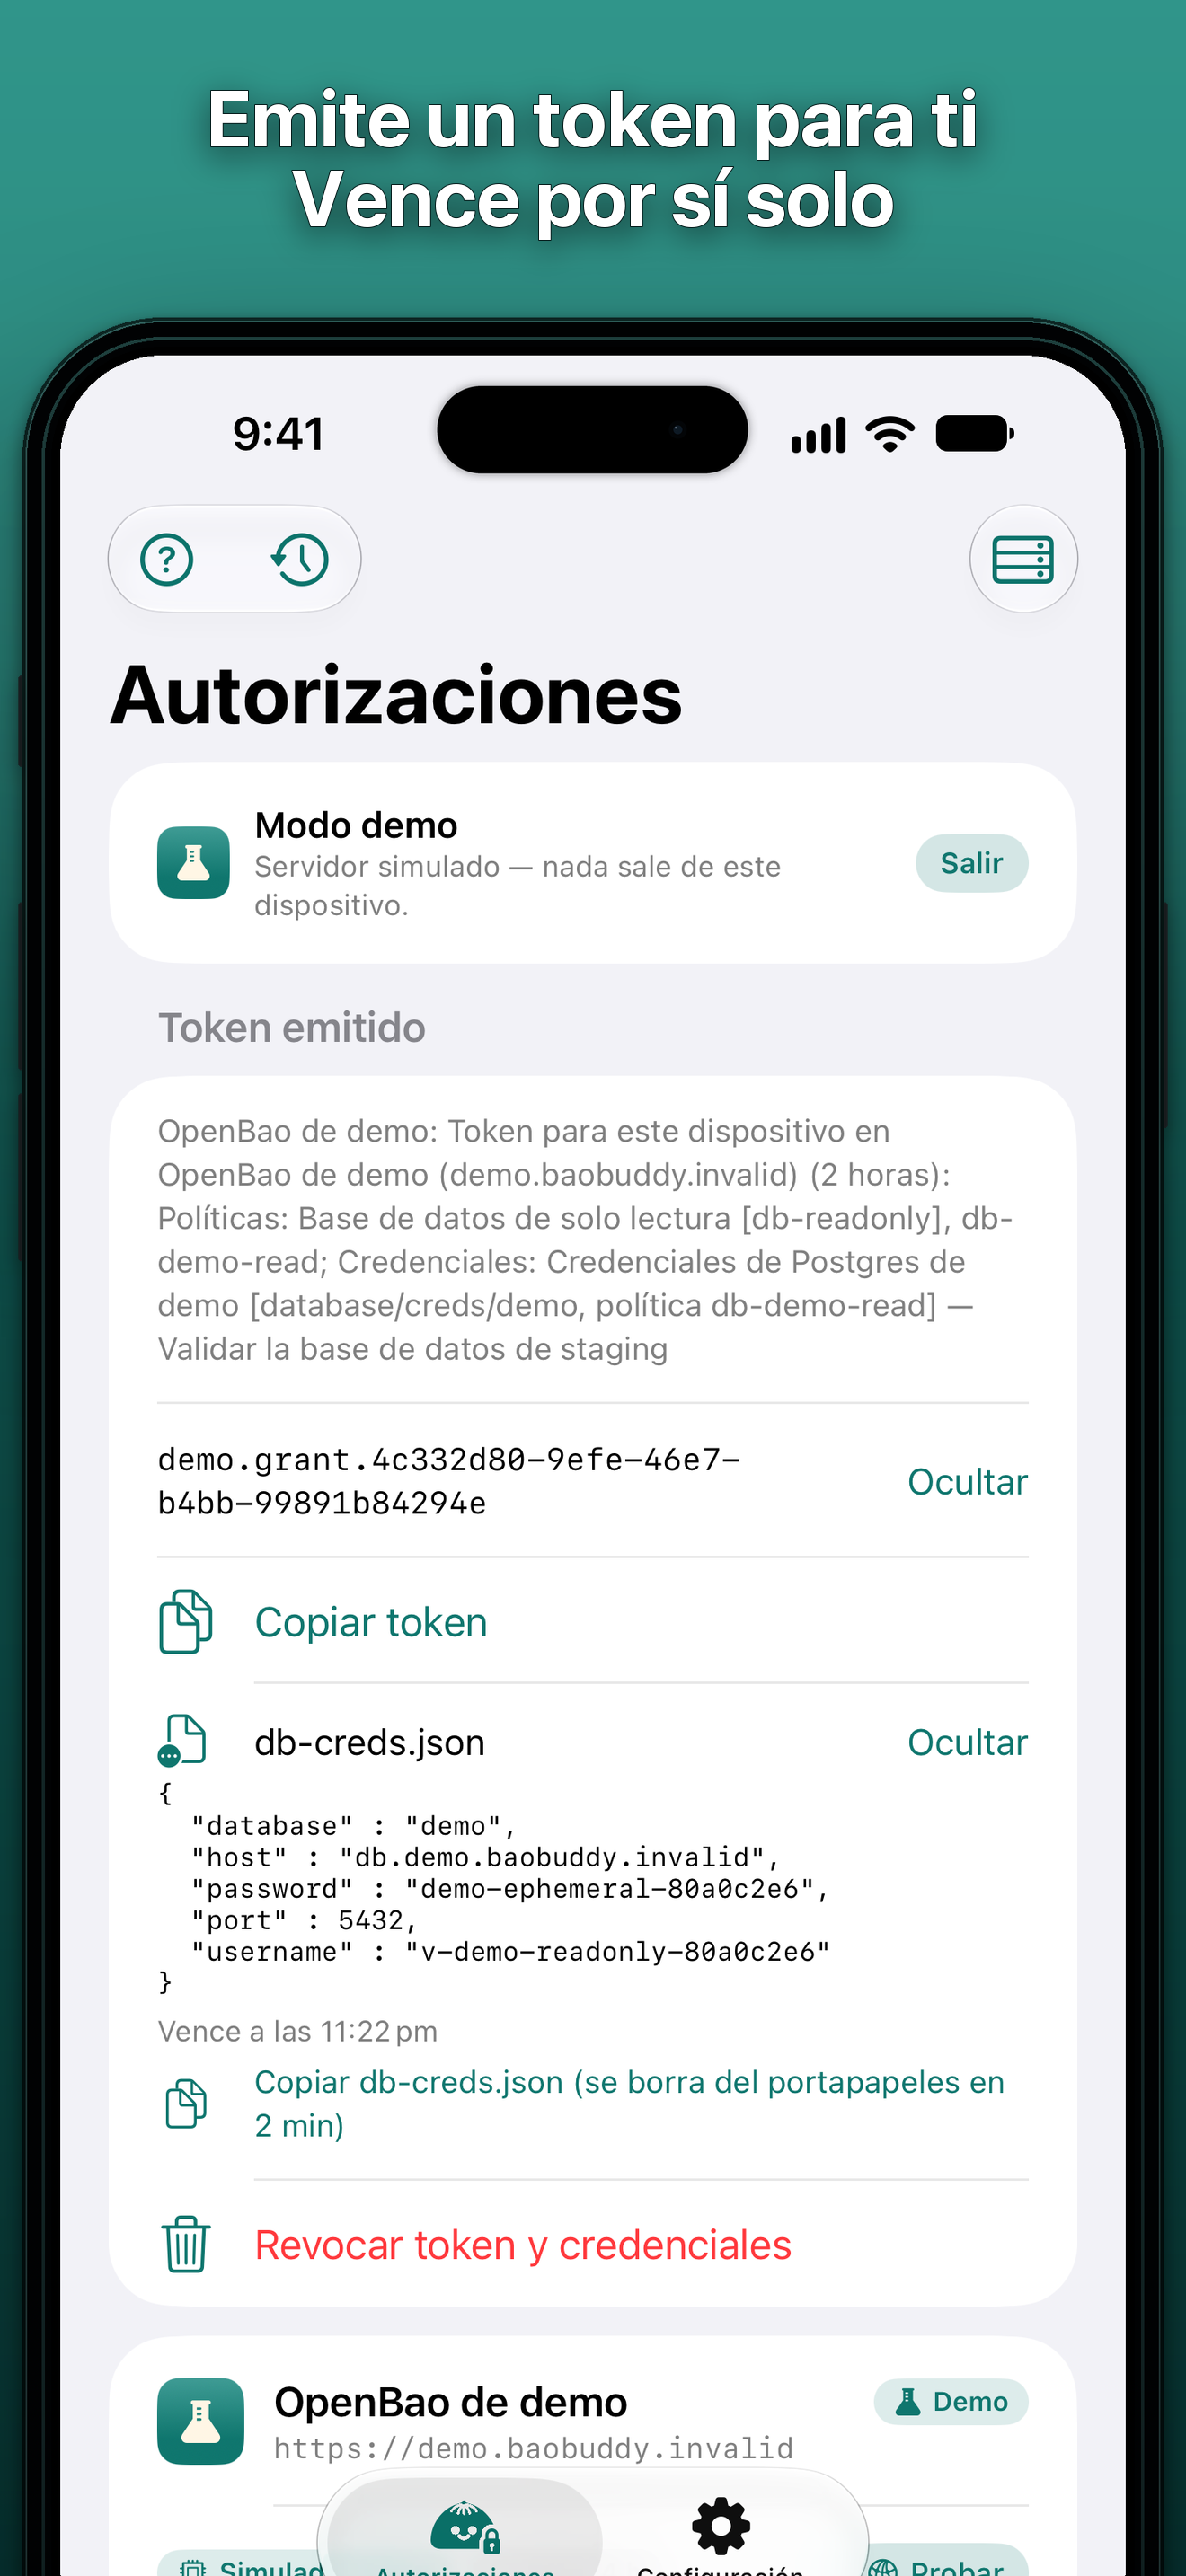 Emite un token para ti
Vence por sí solo
9:41
Autorizaciones
Modo demo
Servidor simulado — nada sale de este
dispositivo.
Salir
Token emitido
OpenBao de demo: Token para este dispositivo en
OpenBao de demo (demo.baobuddy.invalid) (2 horas):
Políticas: Base de datos de solo lectura [db-readonly], db-
demo-read; Credenciales: Credenciales de Postgres de
demo [database/creds/demo, política db-demo-read] —
Validar la base de datos de staging
demo.grant.4c332d80-9efe-46e7-
b4bb-99891b84294e
Ocultar
Copiar token
db-creds.json
Ocultar
{
"database" : "demo",
"host" : "db.demo.baobuddy.invalid",
"password" : "demo-ephemeral-80a0c2e6",
"port" : 5432,
"username" : "v-demo-readonly-80a0c2e6"
}
Vence a las 11:22 pm
Copiar db-creds.json (se borra del portapapeles en
2 min)
Revocar token y credenciales
OpenBao de demo
Demo
https://demo.baobuddy.invalid
Simulad
Autorizaciones
Configuración
Probar